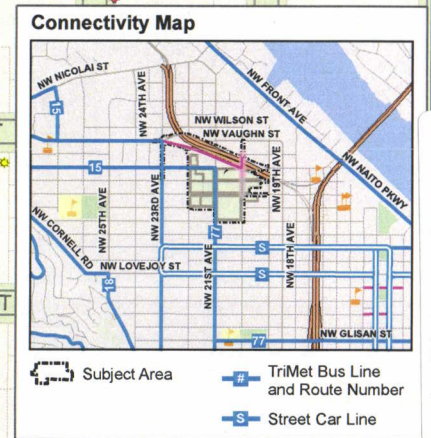 Connectivity Map
NW NICOLAI ST
NW 24TH AVE
NW FRONT AVE
15
NW WILSON ST
NW VAUGHN ST
NW NAITO PKWY
15
NW 19TH AVE
NW 25TH AVE
NW 23RD AVE
NW CORNELL RD
77
NW 21ST AVE
NW 18TH AVE
S
NW LOVEJOY ST
S
18
NW GLISAN ST
77
T
Subject Area
# TriMet Bus Line
and Route Number
S Street Car Line